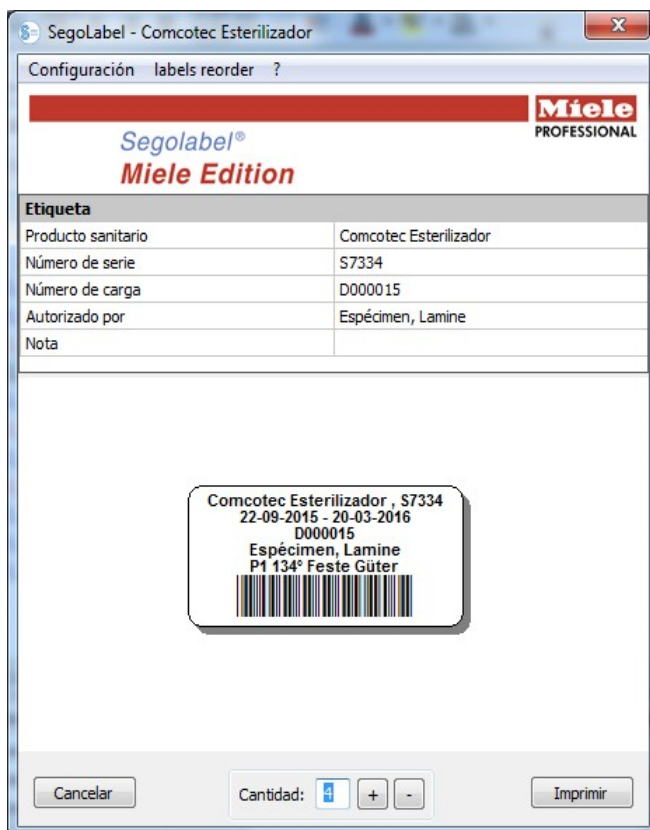 SegoLabel - Comcotec Esterilizador
Configuración labels reorder ?
Miele
PROFESSIONAL
Segolabel®
Miele Edition
Etiqueta
Producto sanitario Comcotec Esterilizador
Número de serie S7334
Número de carga D000015
Autorizado por Espécimen, Lamine
Nota
Comcotec Esterilizador , S7334
22-09-2015 - 20-03-2016
D000015
Espécimen, Lamine
P1 134° Feste Güter
Cancelar Cantidad: 4 + - Imprimir